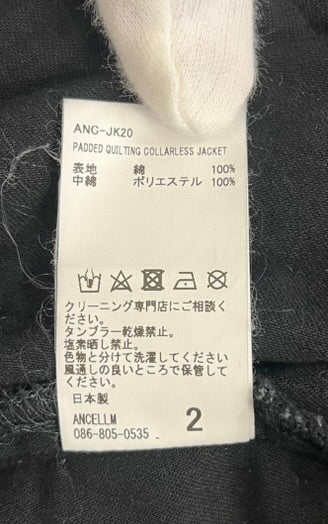 ANC-JK20
PADDED QUILTING COLLARLESS JACKET
表地 綿 100%
中綿 ポリエステル 100%
クリーニング専門店にご相談く
ださい。
タンブラー乾燥禁止。
塩素晒し禁止。
色物と分けて洗濯してください
風通しの良いところで保管して
ください。
日本製
ANCELLM
086-805-0535
2